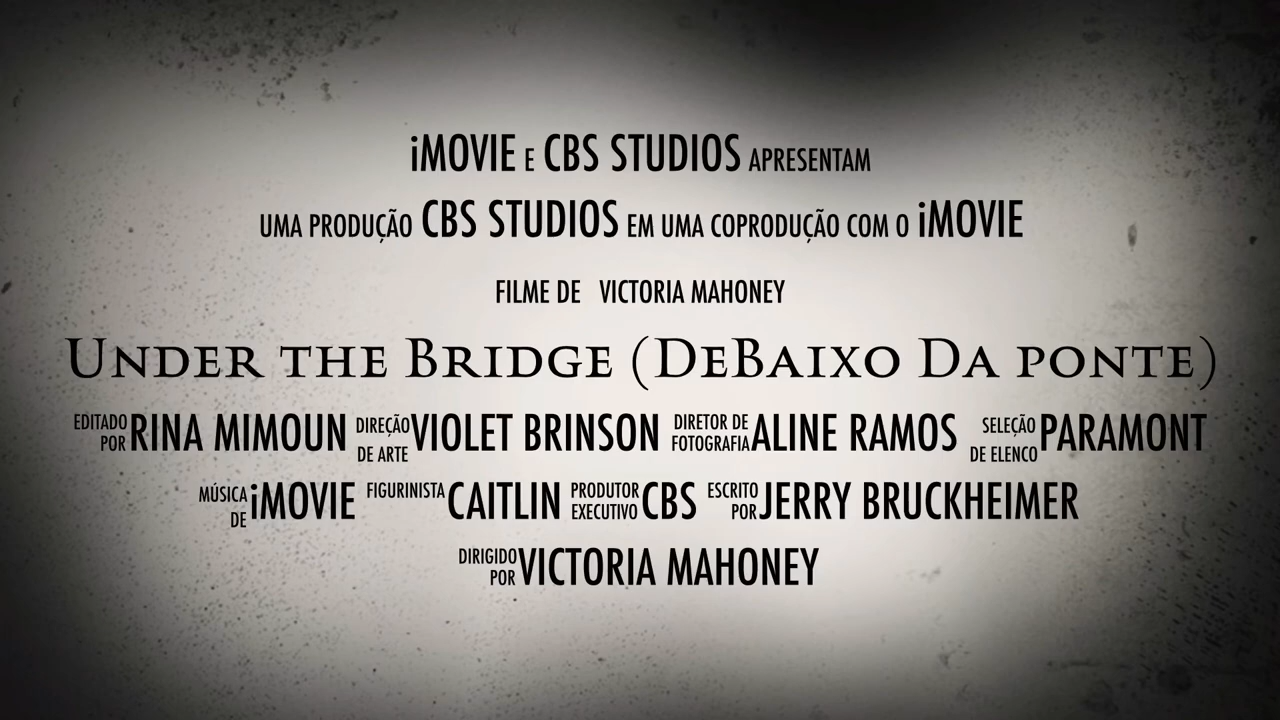 iMOVIE E CBS STUDIOS APRESENTAM
UMA PRODUÇÃO CBS STUDIOS EM UMA COPRODUÇÃO COM O iMOVIE
FILME DE VICTORIA MAHONEY
UNDER THE BRIDGE (DEBAIXO DA PONTE)
EDITADO POR RINA MIMOUN DIREÇÃO DE ARTE VIOLET BRINSON DIRETOR DE FOTOGRAFIA ALINE RAMOS SELEÇÃO DE ELENCO PARAMONT
MÚSICA DE iMOVIE FIGURINISTA CAITLIN PRODUTOR EXECUTIVO CBS ESCRITO POR JERRY BRUCKHEIMER
DIRIGIDO POR VICTORIA MAHONEY